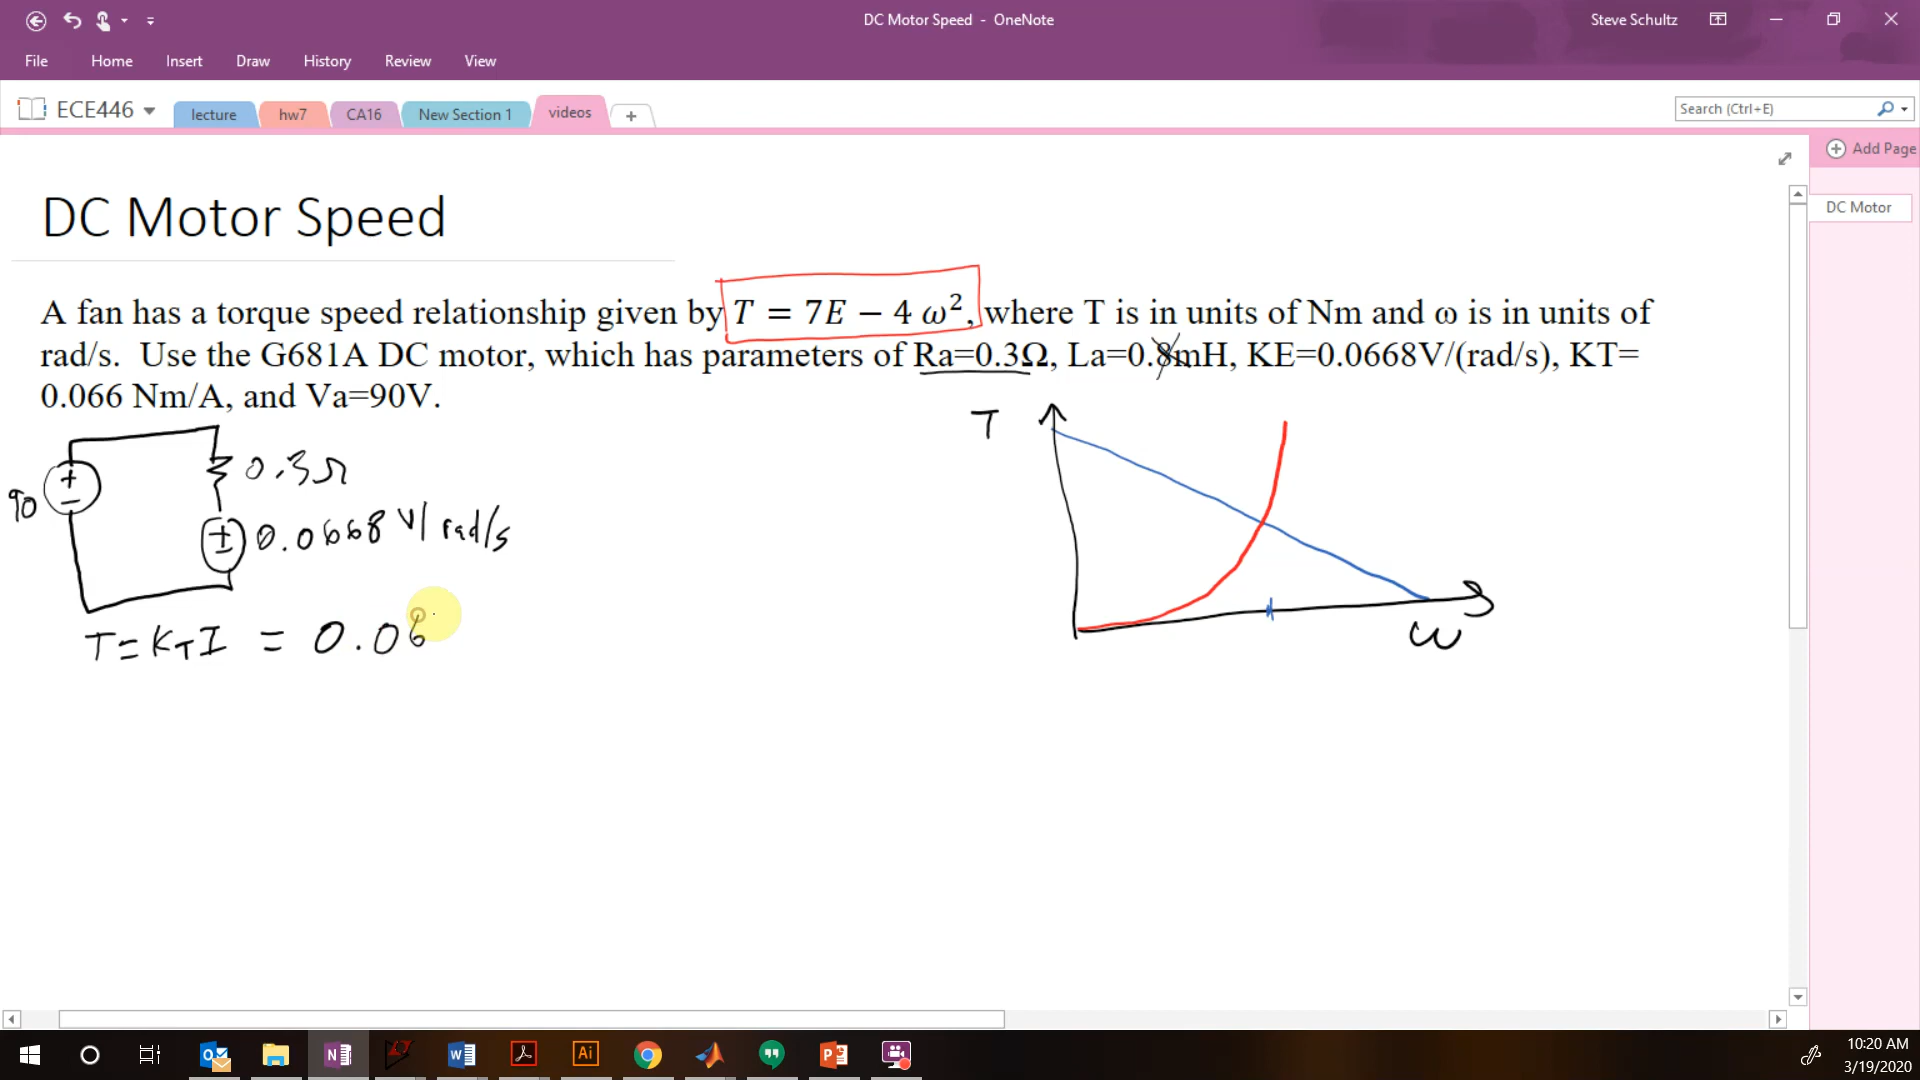 DC Motor Speed - OneNote
Steve Schultz
File Home Insert Draw History Review View
ECE446 lecture hw7 CA16 New Section 1 videos +
Search (Ctrl+E)
Add Page
DC Motor
DC Motor Speed
A fan has a torque speed relationship given by T = 7E − 4 ω², where T is in units of Nm and ω is in units of
rad/s. Use the G681A DC motor, which has parameters of Ra=0.3Ω, La=0.8mH, KE=0.0668V/(rad/s), KT=
0.066 Nm/A, and Va=90V.
90
+
−
0.3Ω
±
0.0668 V/rad/s
T=K_T I = 0.06
T
ω
10:20 AM
3/19/2020